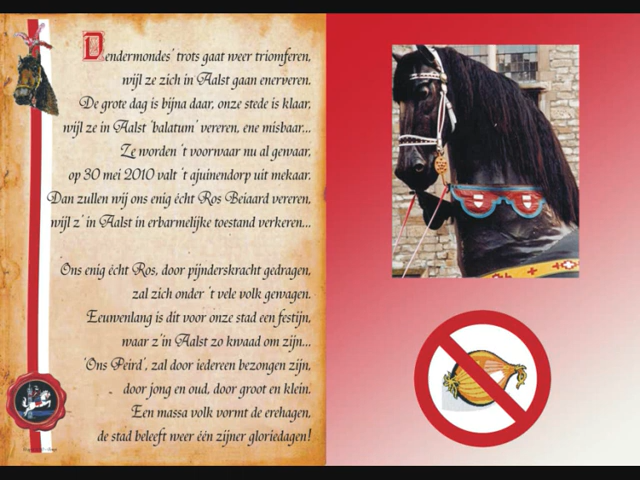 Dendermondes' trots gaat weer triomferen,
wijl ze zich in Aalst gaan enerveren.
De grote dag is bijna daar, onze stede is klaar,
wijl ze in Aalst 'balatum' vereren, ene misbaar...
Ze worden 't voorwaar nu al gewaar,
op 30 mei 2010 valt 't ajuinendorp uit mekaar.
Dan zullen wij ons enig écht Ros Beiaard vereren,
wijl z' in Aalst in erbarmelijke toestand verkeren...
'Ons enig écht Ros, door pijnderskracht gedragen,
zal zich onder 't vele volk gewagen.
Eeuwenlang is dit voor onze stad een festijn,
waar z'in Aalst zo kwaad om zijn...
'Ons Peird', zal door iedereen bezongen zijn,
door jong en oud, door groot en klein.
Een massa volk vormt de erehagen.
de stad beleeft weer één zijner gloriedagen!